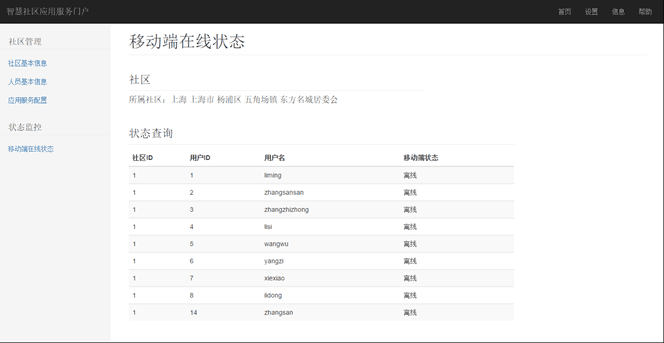 智慧社区应用服务门户 首页 设置 信息 帮助
社区管理
社区基本信息
人员基本信息
应用服务配置
状态监控
移动端在线状态
移动端在线状态
社区
所属社区：上海 上海市 杨浦区 五角场镇 东方名城居委会
状态查询
社区ID 用户ID 用户名 移动端状态
1 1 liming 离线
1 2 zhangsansan 离线
1 3 zhangzhizhong 离线
1 4 lisi 离线
1 5 wangwu 离线
1 6 yangzi 离线
1 7 xiexiao 离线
1 8 lidong 离线
1 14 zhangsan 离线